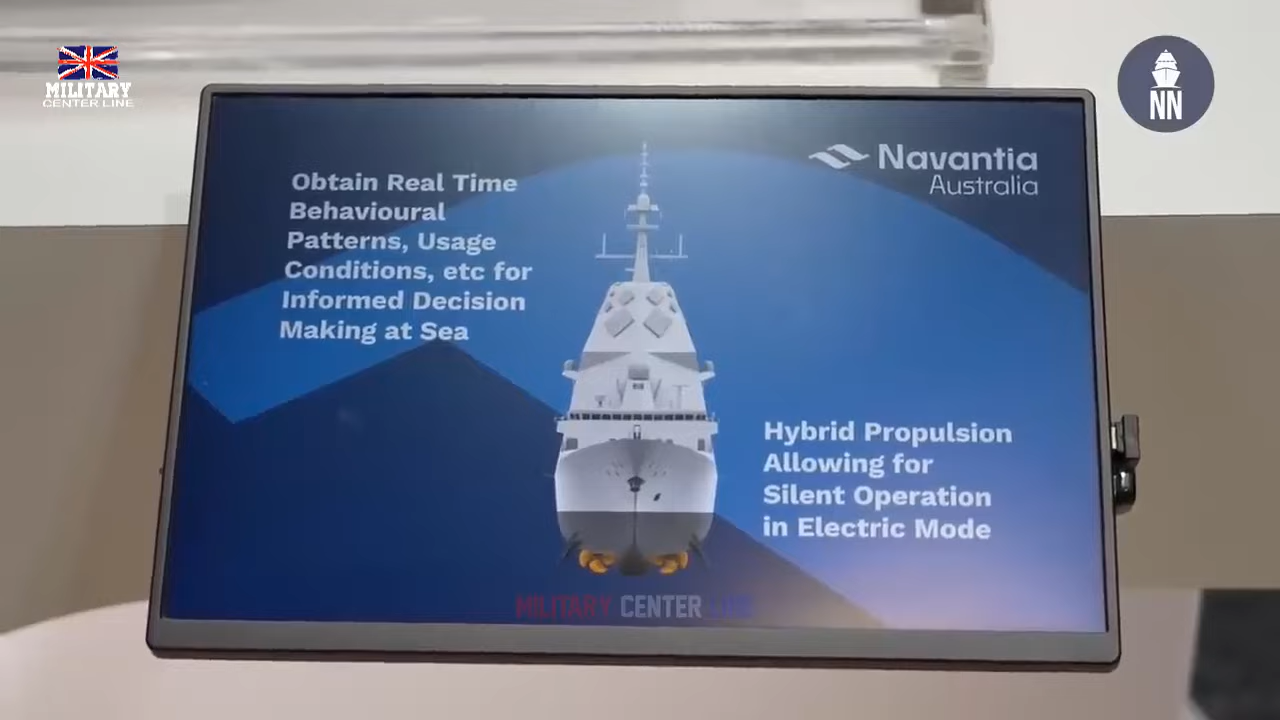 MILITARY
CENTER LINE
NN
Navantia
Australia
Obtain Real Time
Behavioural
Patterns, Usage
Conditions, etc for
Informed Decision
Making at Sea
Hybrid Propulsion
Allowing for
Silent Operation
in Electric Mode
MILITARY CENTER LINE